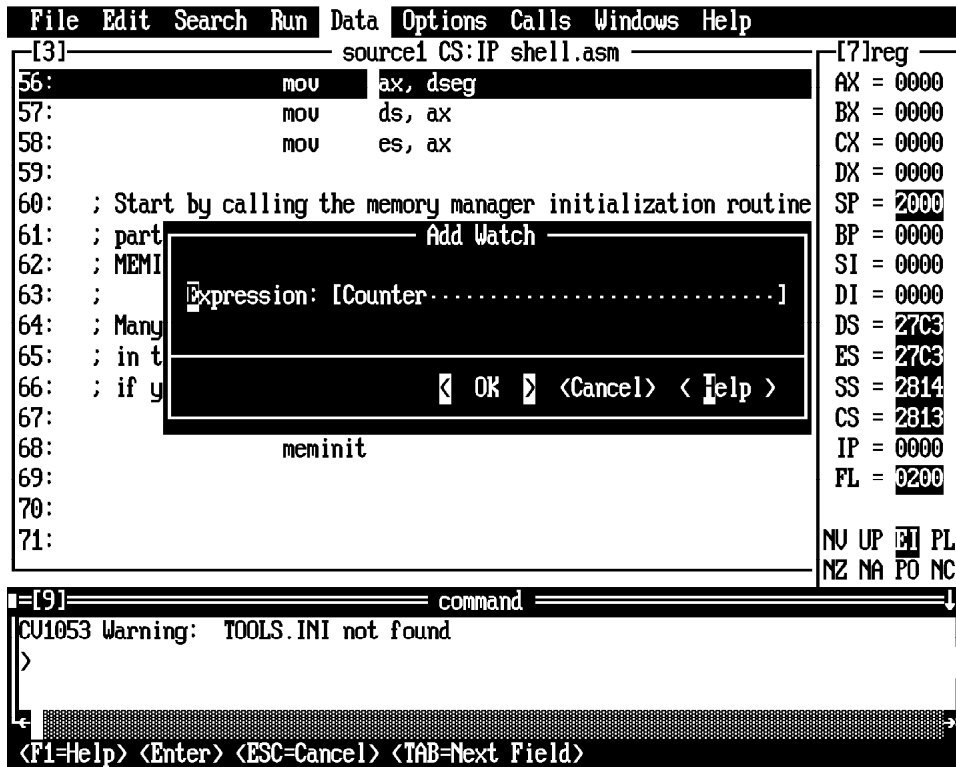 File Edit Search Run Data Options Calls Windows Help
[3] source1 CS:IP shell.asm
56: mov ax, dseg
57: mov ds, ax
58: mov es, ax
59:
60: ; Start by calling the memory manager initialization routine
61: ; part
62: ; MEMI
63: ;
64: ; Many
65: ; in t
66: ; if y
67:
68: meminit
69:
70:
71:
Add Watch
Expression: [Counter······························]
< OK > <Cancel> < Help >
[7]reg
AX = 0000
BX = 0000
CX = 0000
DX = 0000
SP = 2000
BP = 0000
SI = 0000
DI = 0000
DS = 27C3
ES = 27C3
SS = 2814
CS = 2813
IP = 0000
FL = 0200
NV UP EI PL
NZ NA PO NC
[9] command
CV1053 Warning: TOOLS.INI not found
>
<F1=Help> <Enter> <ESC=Cancel> <TAB=Next Field>